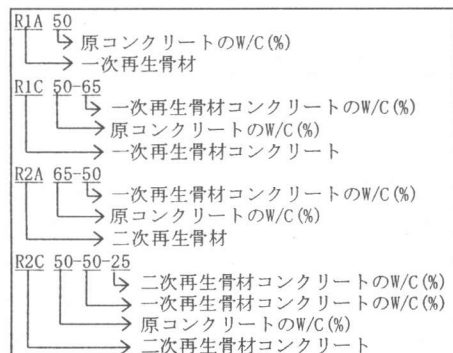 R1A 50
原コンクリートのW/C(%)
一次再生骨材
R1C 50-65
一次再生骨材コンクリートのW/C(%)
原コンクリートのW/C(%)
一次再生骨材コンクリート
R2A 65-50
一次再生骨材コンクリートのW/C(%)
原コンクリートのW/C(%)
二次再生骨材
R2C 50-50-25
二次再生骨材コンクリートのW/C(%)
一次再生骨材コンクリートのW/C(%)
原コンクリートのW/C(%)
二次再生骨材コンクリート